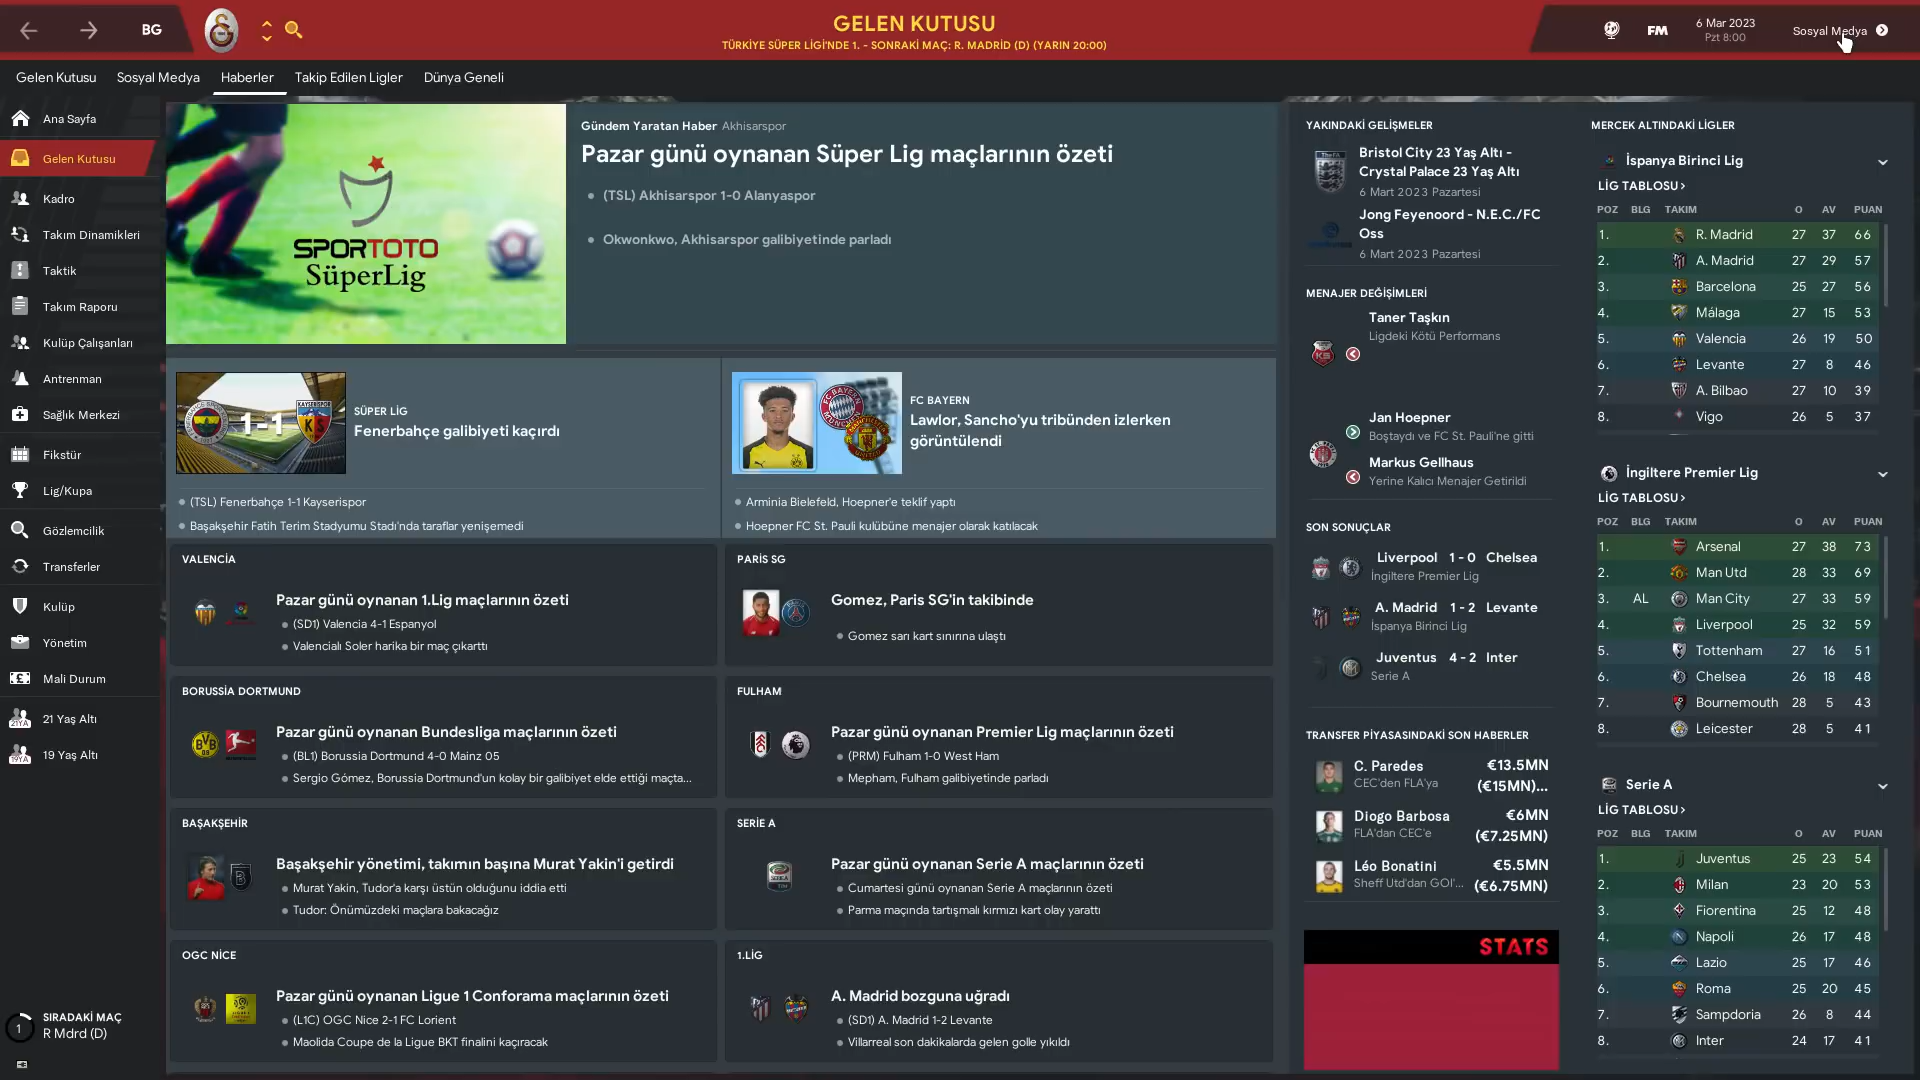 BG
GELEN KUTUSU
TÜRKİYE SÜPER LİGİ'NDE 1. - SONRAKİ MAÇ: R. MADRİD (D) (YARIN 20:00)
FM
6 Mar 2023
Pzt 8:00
Sosyal Medya
Gelen Kutusu
Sosyal Medya
Haberler
Takip Edilen Ligler
Dünya Geneli
Ana Sayfa
Gelen Kutusu
Kadro
Takım Dinamikleri
Taktik
Takım Raporu
Kulüp Çalışanları
Antrenman
Sağlık Merkezi
Fikstür
Lig/Kupa
Gözlemcilik
Transferler
Kulüp
Yönetim
Mali Durum
21YA
21 Yaş Altı
19YA
19 Yaş Altı
1
SIRADAKİ MAÇ
R Mdrd (D)
SPORTOTO
SüperLig
Gündem Yaratan Haber Akhisarspor
Pazar günü oynanan Süper Lig maçlarının özeti
(TSL) Akhisarspor 1-0 Alanyaspor
Okwonkwo, Akhisarspor galibiyetinde parladı
1-1
SÜPER LİG
Fenerbahçe galibiyeti kaçırdı
(TSL) Fenerbahçe 1-1 Kayserispor
Başakşehir Fatih Terim Stadyumu Stadı'nda taraflar yenişemedi
FC BAYERN
Lawlor, Sancho'yu tribünden izlerken
görüntülendi
Arminia Bielefeld, Hoepner'e teklif yaptı
Hoepner FC St. Pauli kulübüne menajer olarak katılacak
VALENCİA
Pazar günü oynanan 1.Lig maçlarının özeti
(SD1) Valencia 4-1 Espanyol
Valencialı Soler harika bir maç çıkarttı
PARİS SG
Gomez, Paris SG'in takibinde
Gomez sarı kart sınırına ulaştı
BORUSSİA DORTMUND
Pazar günü oynanan Bundesliga maçlarının özeti
(BL1) Borussia Dortmund 4-0 Mainz 05
Sergio Gómez, Borussia Dortmund'un kolay bir galibiyet elde ettiği maçta...
FULHAM
Pazar günü oynanan Premier Lig maçlarının özeti
(PRM) Fulham 1-0 West Ham
Mepham, Fulham galibiyetinde parladı
BAŞAKŞEHİR
Başakşehir yönetimi, takımın başına Murat Yakin'i getirdi
Murat Yakin, Tudor'a karşı üstün olduğunu iddia etti
Tudor: Önümüzdeki maçlara bakacağız
SERİE A
Pazar günü oynanan Serie A maçlarının özeti
Cumartesi günü oynanan Serie A maçlarının özeti
Parma maçında tartışmalı kırmızı kart olay yarattı
OGC NİCE
Pazar günü oynanan Ligue 1 Conforama maçlarının özeti
(L1C) OGC Nice 2-1 FC Lorient
Maolida Coupe de la Ligue BKT finalini kaçıracak
1.LİG
A. Madrid bozguna uğradı
(SD1) A. Madrid 1-2 Levante
Villarreal son dakikalarda gelen golle yıkıldı
YAKINDAKİ GELİŞMELER
Bristol City 23 Yaş Altı -
Crystal Palace 23 Yaş Altı
6 Mart 2023 Pazartesi
Jong Feyenoord - N.E.C./FC
Oss
6 Mart 2023 Pazartesi
MENAJER DEĞİŞİMLERİ
Taner Taşkın
Ligdeki Kötü Performans
Jan Hoepner
Boştaydı ve FC St. Pauli'ne gitti
Markus Gellhaus
Yerine Kalıcı Menajer Getirildi
SON SONUÇLAR
Liverpool 1 - 0 Chelsea
İngiltere Premier Lig
A. Madrid 1 - 2 Levante
İspanya Birinci Lig
Juventus 4 - 2 Inter
Serie A
TRANSFER PİYASASINDAKİ SON HABERLER
C. Paredes €13.5MN
CEC'den FLA'ya (€15MN)...
Diogo Barbosa €6MN
FLA'dan CEC'e (€7.25MN)
Léo Bonatini €5.5MN
Sheff Utd'dan GOI'... (€6.75MN)
STATS
MERCEK ALTINDAKİ LİGLER
İspanya Birinci Lig
LİG TABLOSU>
POZ BLG TAKIM O AV PUAN
1. R. Madrid 27 37 66
2. A. Madrid 27 29 57
3. Barcelona 25 27 56
4. Málaga 27 15 53
5. Valencia 26 19 50
6. Levante 27 8 46
7. A. Bilbao 27 10 39
8. Vigo 26 5 37
İngiltere Premier Lig
LİG TABLOSU>
POZ BLG TAKIM O AV PUAN
1. Arsenal 27 38 73
2. Man Utd 28 33 69
3. AL Man City 27 33 59
4. Liverpool 25 32 59
5. Tottenham 27 16 51
6. Chelsea 26 18 48
7. Bournemouth 28 5 43
8. Leicester 28 5 41
Serie A
LİG TABLOSU>
POZ BLG TAKIM O AV PUAN
1. Juventus 25 23 54
2. Milan 23 20 53
3. Fiorentina 25 12 48
4. Napoli 26 17 48
5. Lazio 25 17 46
6. Roma 25 20 45
7. Sampdoria 26 8 44
8. Inter 24 17 41